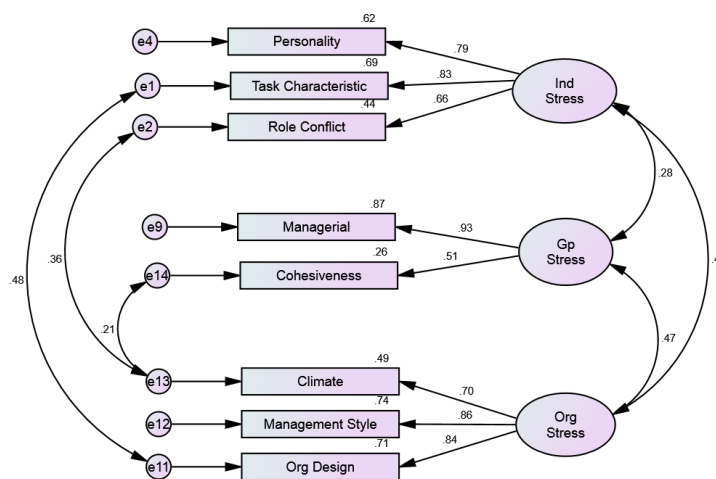 .62
e4
Personality
.79
.69
e1
Task Characteristic
.83
Ind
Stress
.44
e2
Role Conflict
.66
.28
.87
e9
Managerial
.93
Gp
Stress
.26
e14
Cohesiveness
.51
.36
.48
.21
.47
.49
e13
Climate
.70
.74
e12
Management Style
.86
Org
Stress
.71
e11
Org Design
.84